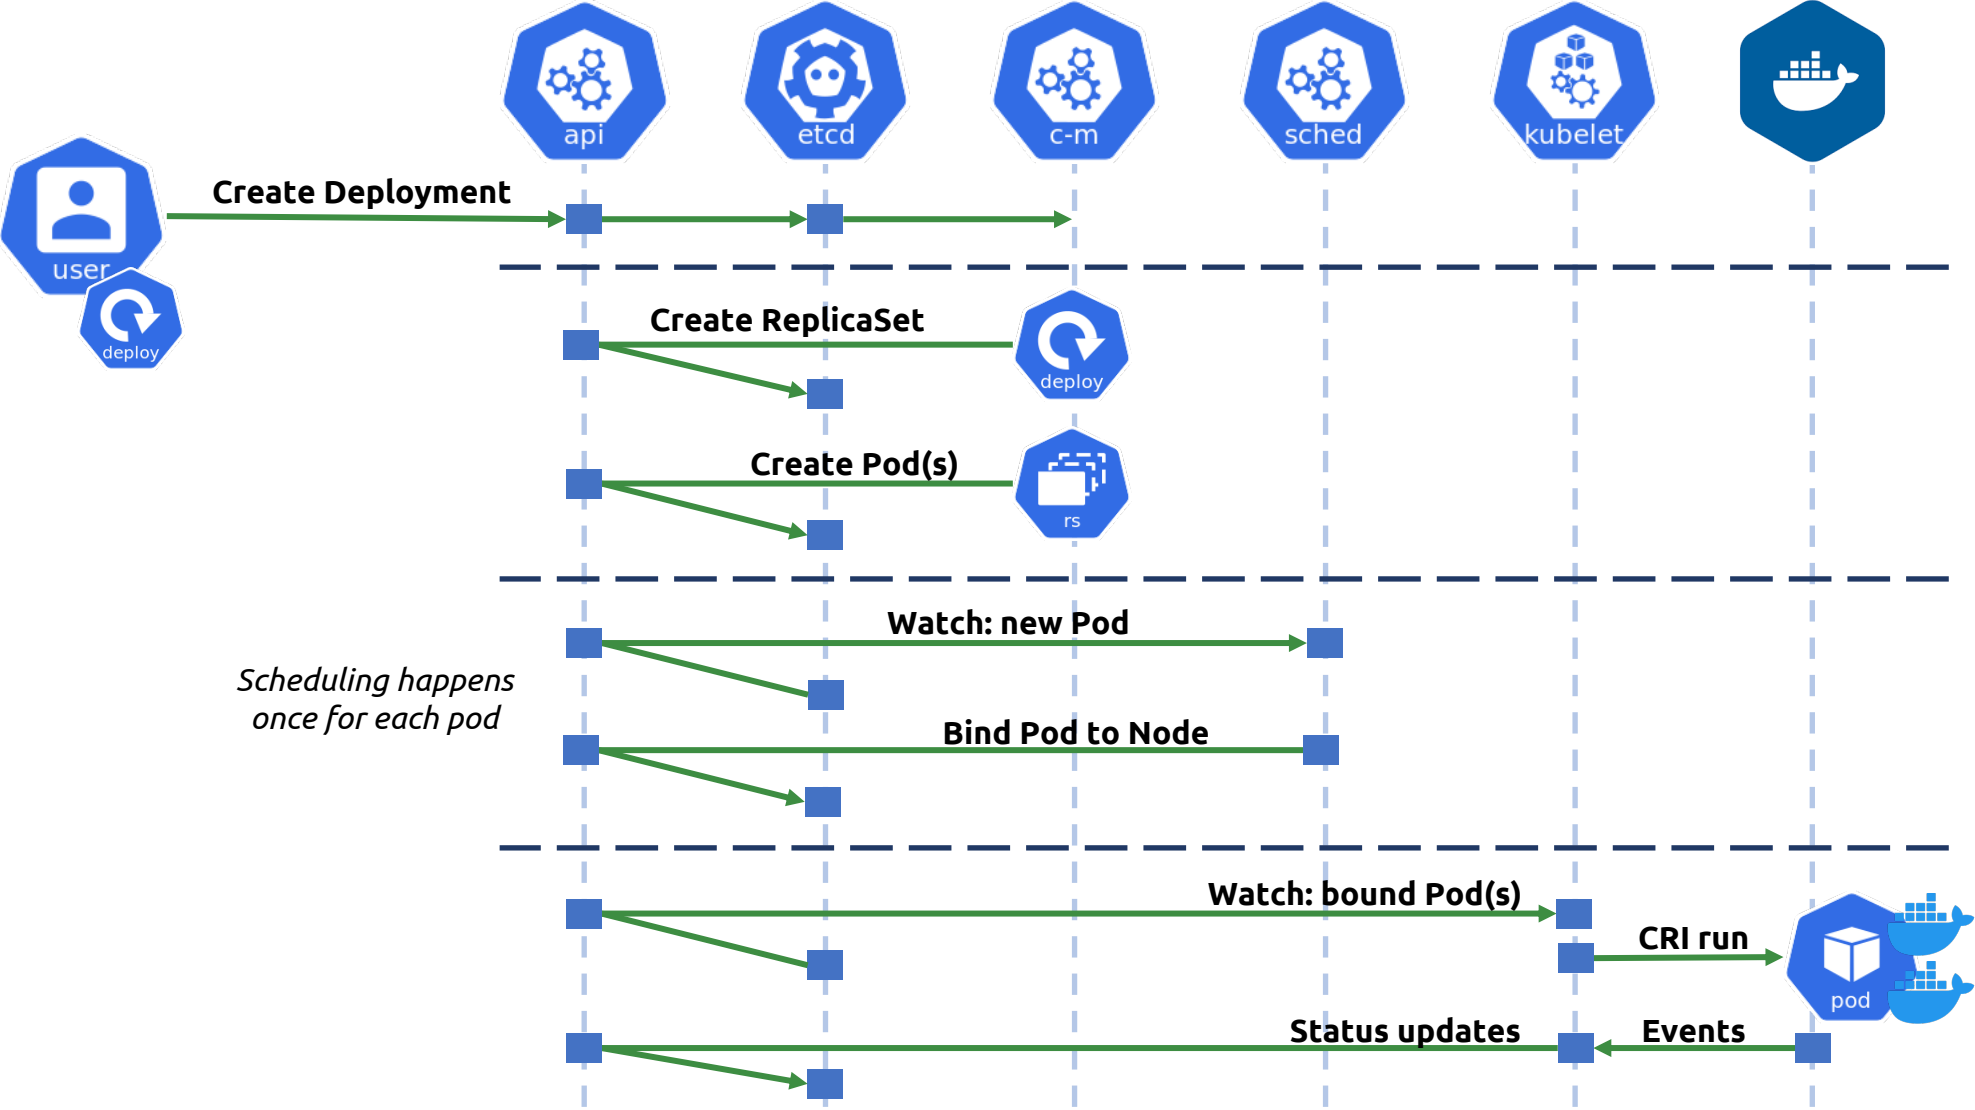 api
etcd
c-m
sched
kubelet
user
deploy
Create Deployment
Create ReplicaSet
deploy
Create Pod(s)
rs
Scheduling happens
once for each pod
Watch: new Pod
Bind Pod to Node
Watch: bound Pod(s)
CRI run
pod
Status updates
Events